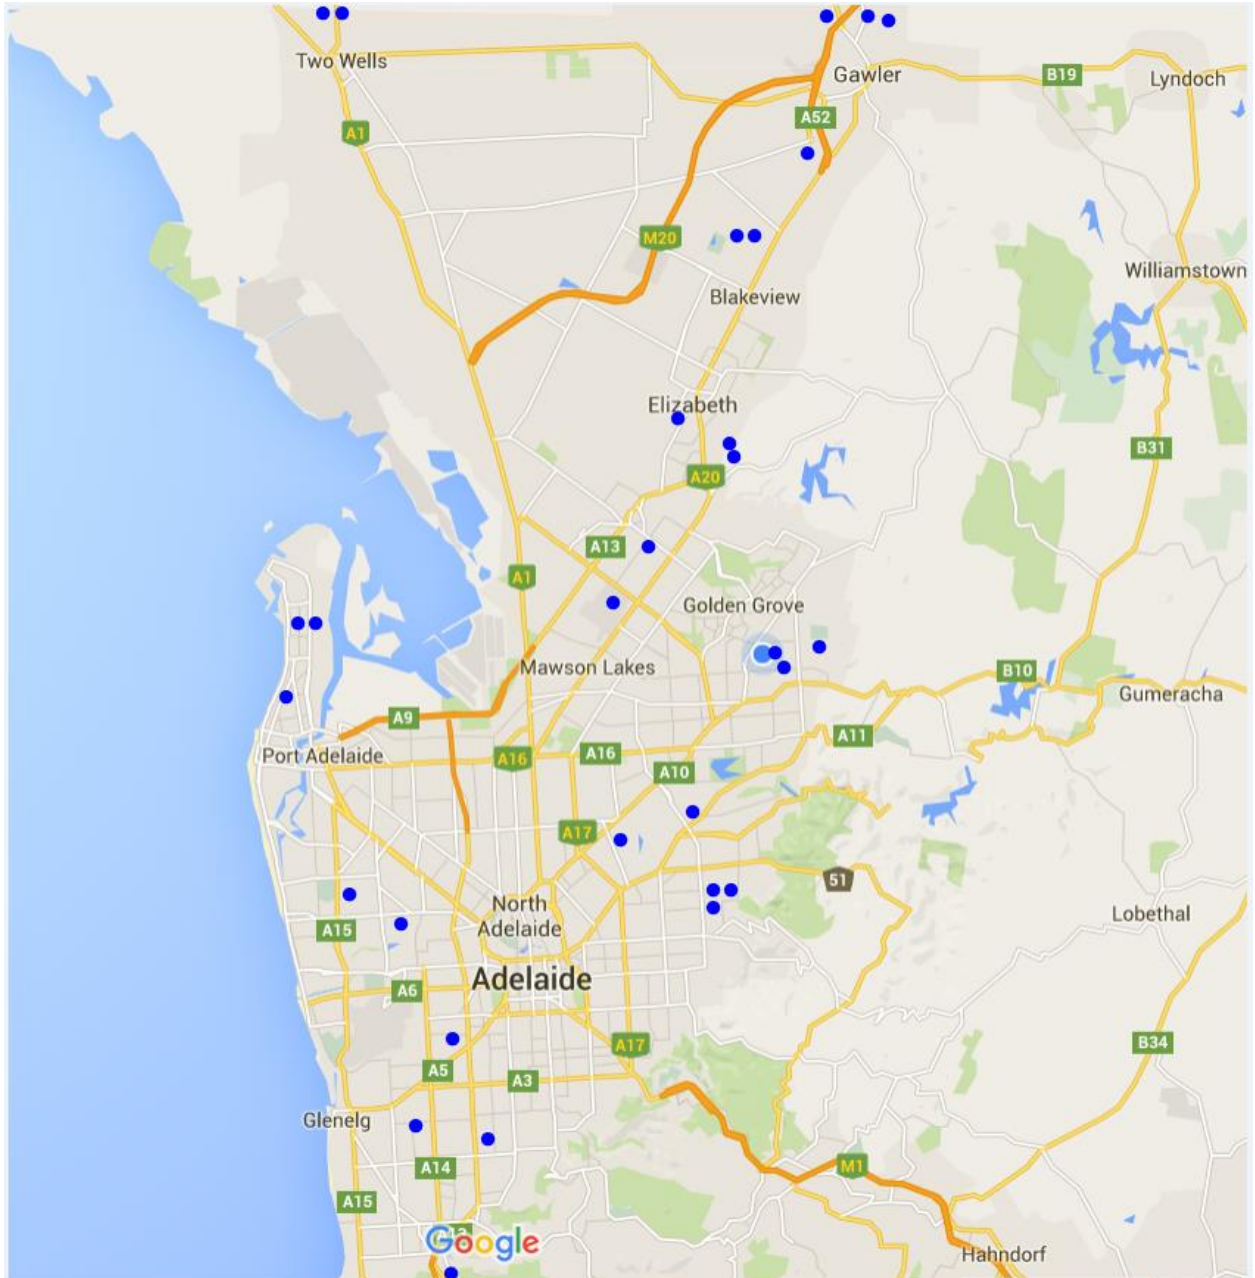 Two Wells
Gawler
B19
Lyndoch
A1
A52
M20
Williamstown
Blakeview
Elizabeth
B31
A20
A13
A1
Golden Grove
Mawson Lakes
B10
Gumeracha
A9
A11
Port Adelaide
A16
A16
A10
A17
51
North
Adelaide
Lobethal
A15
Adelaide
A6
A17
B34
A5
A3
Glenelg
A14
M1
A15
Google
Hahndorf